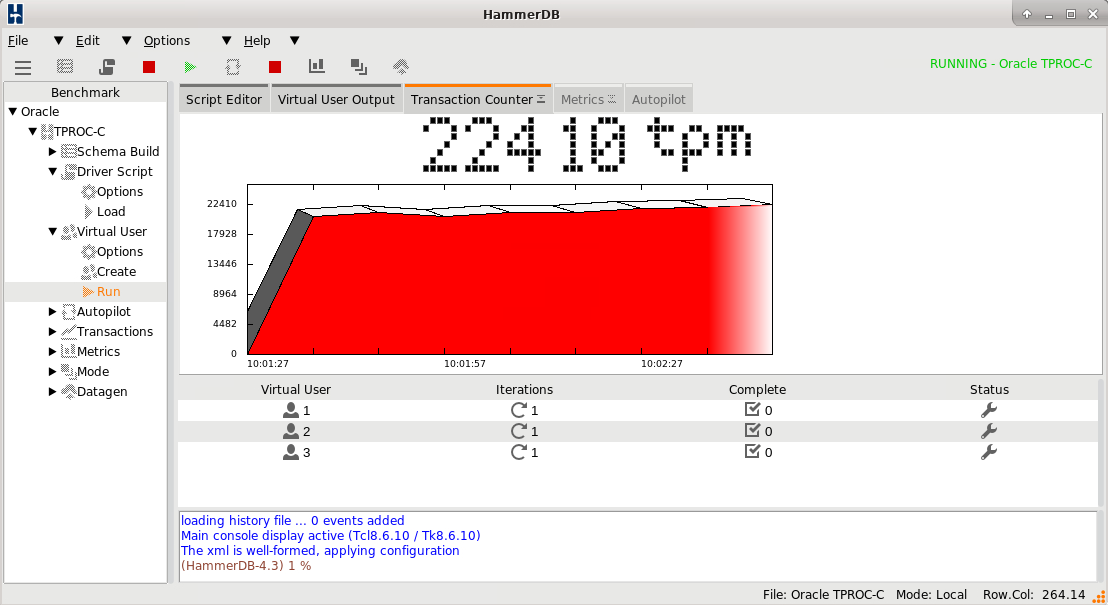 HammerDB
File Edit Options Help
RUNNING - Oracle TPROC-C
Benchmark
Oracle
TPROC-C
Schema Build
Driver Script
Options
Load
Virtual User
Options
Create
Run
Autopilot
Transactions
Metrics
Mode
Datagen
Script Editor Virtual User Output Transaction Counter Metrics Autopilot
22410 tpm
22410
17928
13446
8964
4482
0
10:01:27 10:01:57 10:02:27
Virtual User Iterations Complete Status
1 1 0
2 1 0
3 1 0
loading history file ... 0 events added
Main console display active (Tcl8.6.10 / Tk8.6.10)
The xml is well-formed, applying configuration
(HammerDB-4.3) 1 %
File: Oracle TPROC-C Mode: Local Row.Col: 264.14